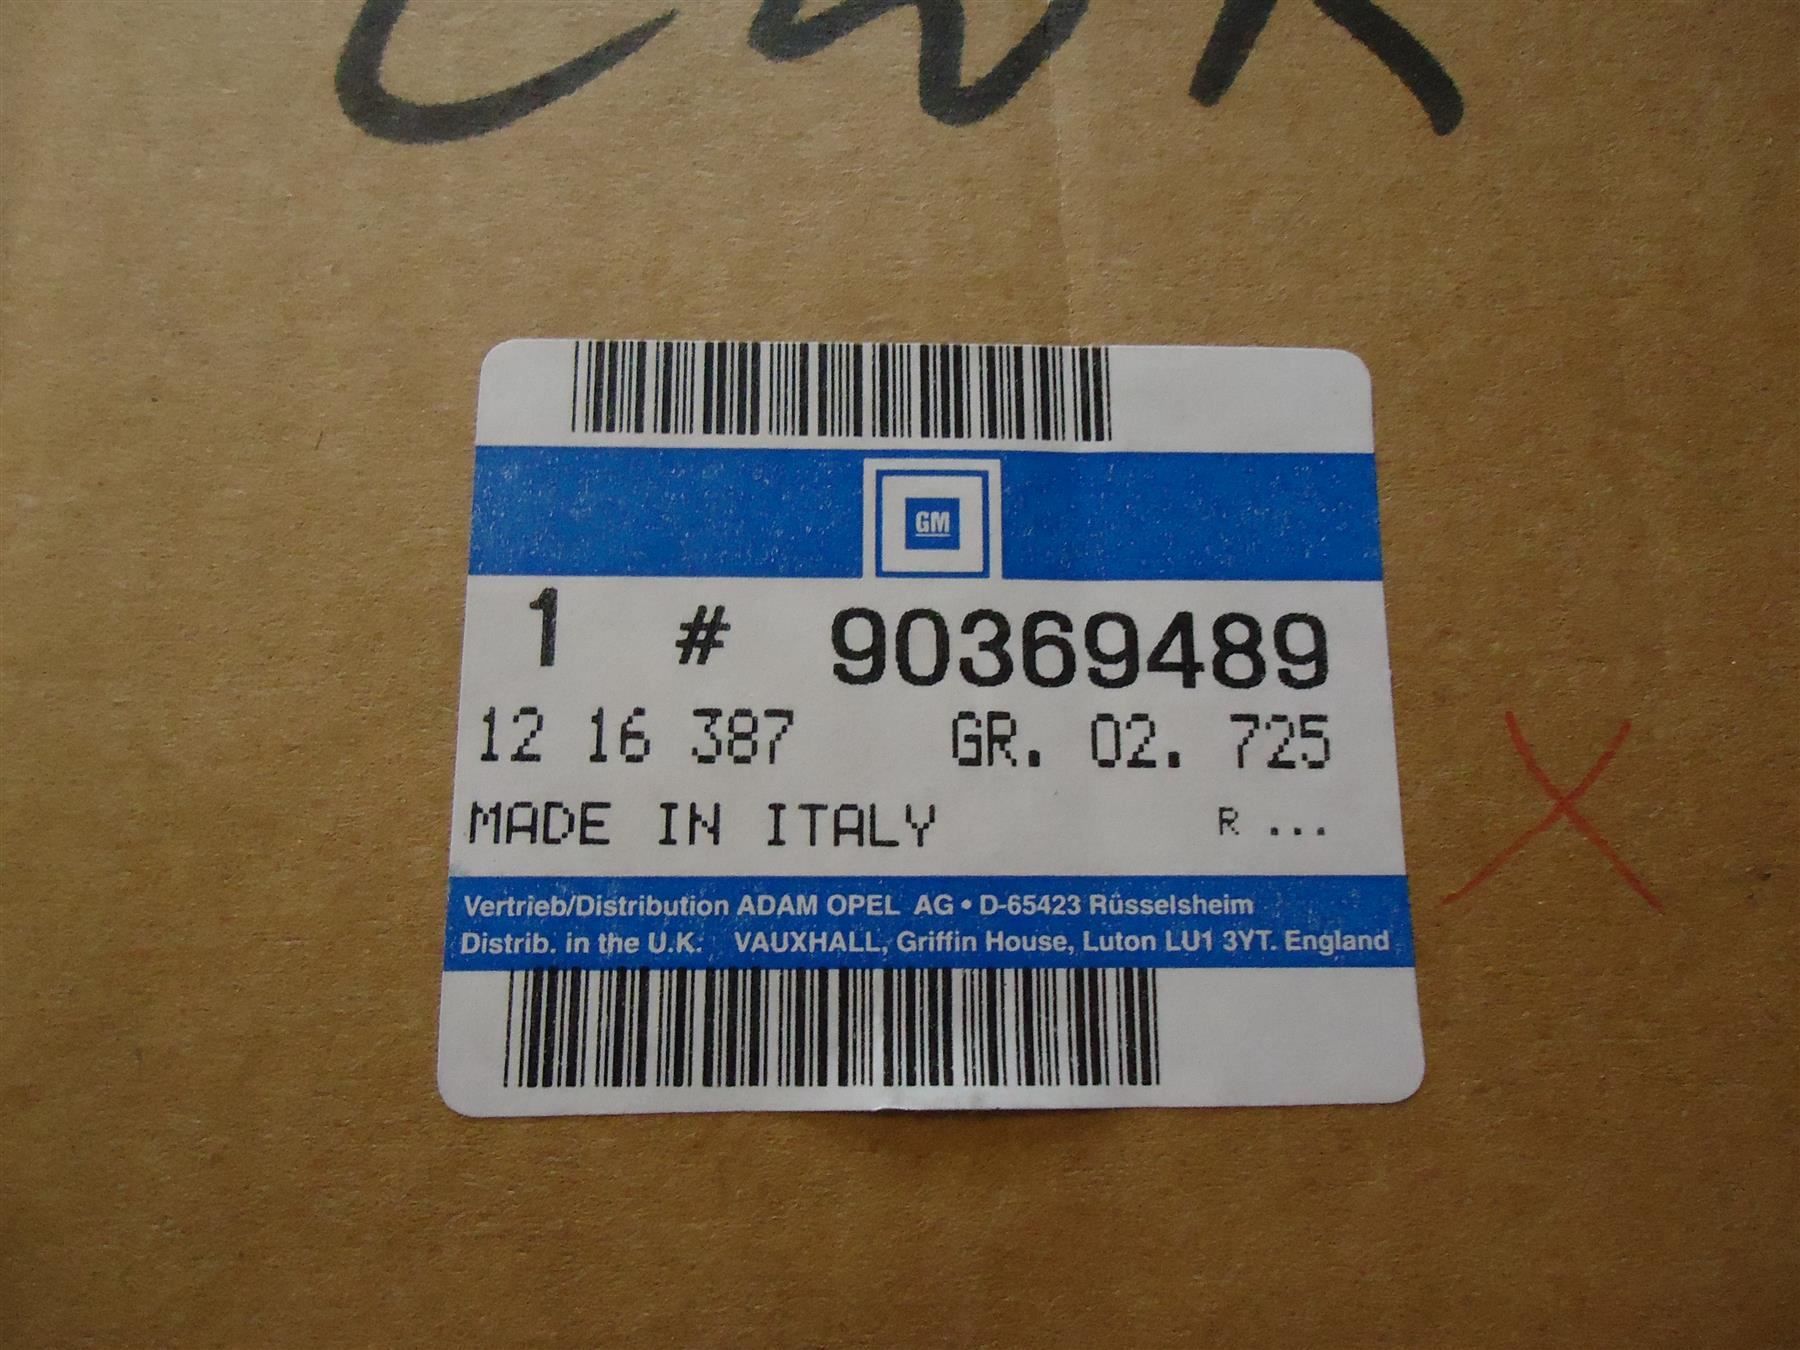 GM
1 # 90369489
12 16 387 GR. 02. 725
MADE IN ITALY R ...
Vertrieb/Distribution ADAM OPEL AG • D-65423 Rüsselsheim
Distrib. in the U.K: VAUXHALL, Griffin House, Luton LU1 3YT. England